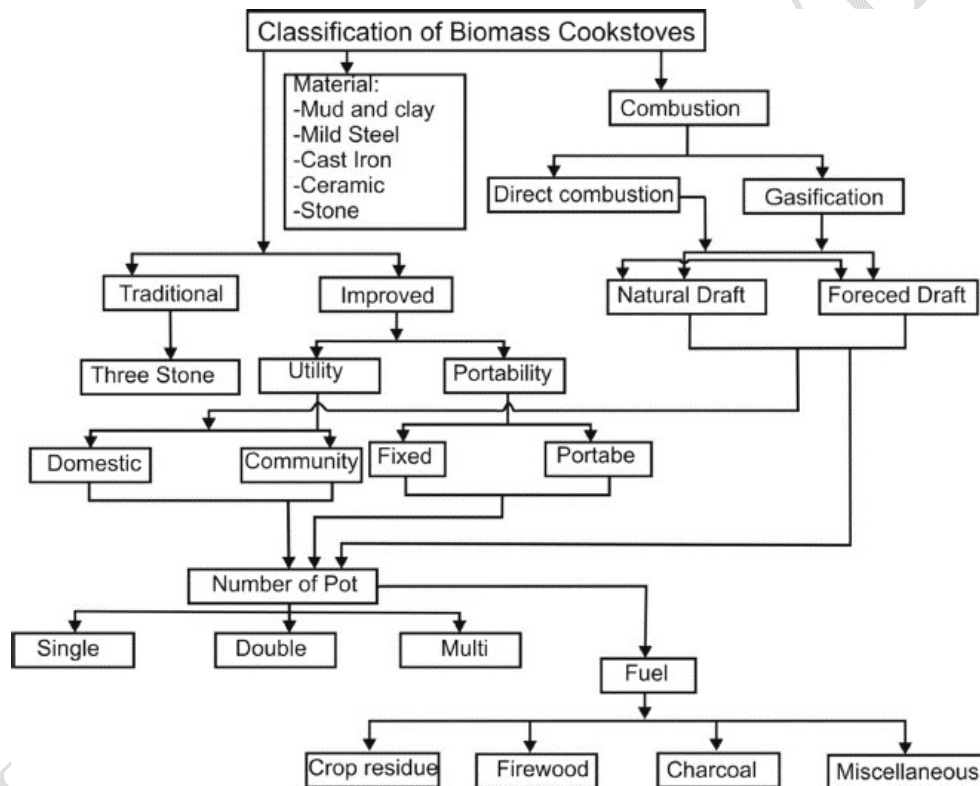 Classification of Biomass Cookstoves
Material:
-Mud and clay
-Mild Steel
-Cast Iron
-Ceramic
-Stone
Combustion
Direct combustion
Gasification
Traditional
Improved
Natural Draft
Foreced Draft
Three Stone
Utility
Portability
Domestic
Community
Fixed
Portabe
Number of Pot
Single
Double
Multi
Fuel
Crop residue
Firewood
Charcoal
Miscellaneous